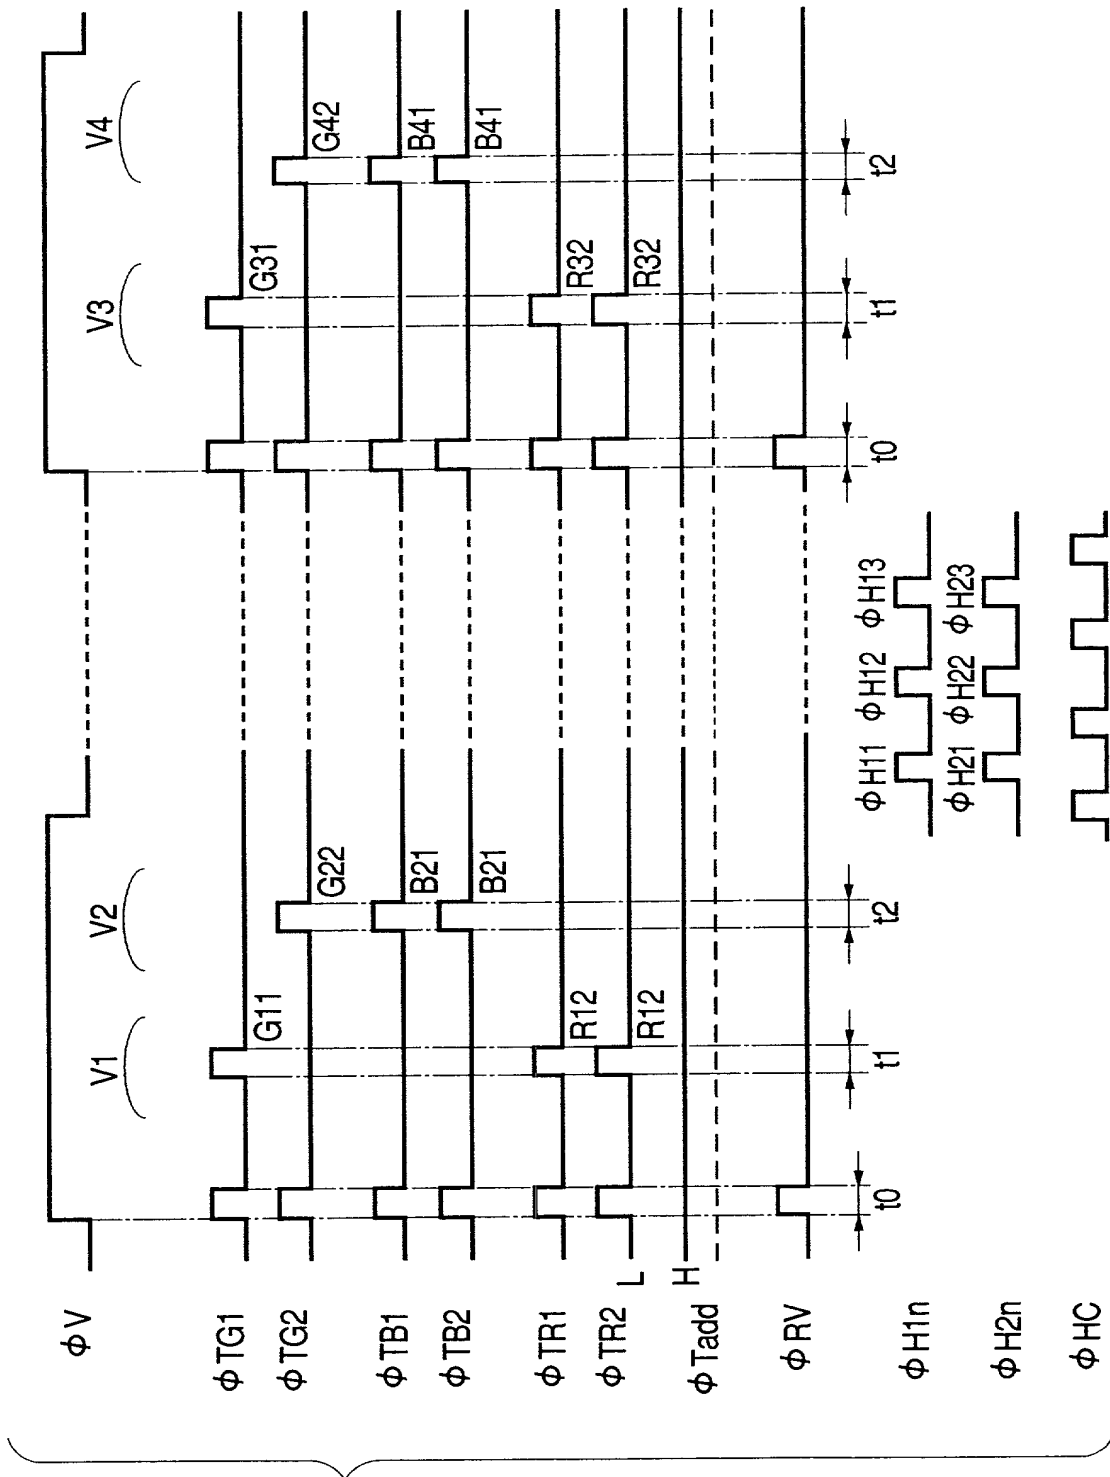 φV V1 V2 V3 V4
φTG1 G11 G31
φTG2 G22 G42
φTB1 B21 B41
φTB2 B21 B41
φTR1 R12 R32
φTR2 R12 R32
L
H
φTadd
φRV
t0 t1 t2 t0 t1 t2
φH11 φH12 φH13
φH1n
φH21 φH22 φH23
φH2n
φHC